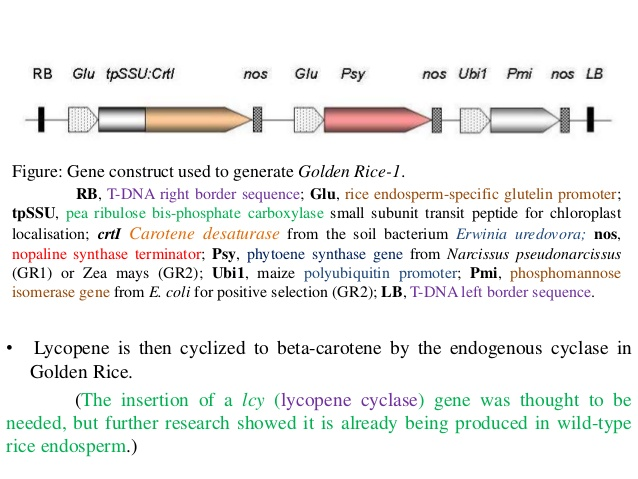 RB Glu tpSSU:CrtI nos Glu Psy nos Ubi1 Pmi nos LB
Figure: Gene construct used to generate Golden Rice-1.
RB, T-DNA right border sequence; Glu, rice endosperm-specific glutelin promoter;
tpSSU, pea ribulose bis-phosphate carboxylase small subunit transit peptide for chloroplast
localisation; crtI Carotene desaturase from the soil bacterium Erwinia uredovora; nos,
nopaline synthase terminator; Psy, phytoene synthase gene from Narcissus pseudonarcissus
(GR1) or Zea mays (GR2); Ubi1, maize polyubiquitin promoter; Pmi, phosphomannose
isomerase gene from E. coli for positive selection (GR2); LB, T-DNA left border sequence.
• Lycopene is then cyclized to beta-carotene by the endogenous cyclase in
Golden Rice.
(The insertion of a lcy (lycopene cyclase) gene was thought to be
needed, but further research showed it is already being produced in wild-type
rice endosperm.)